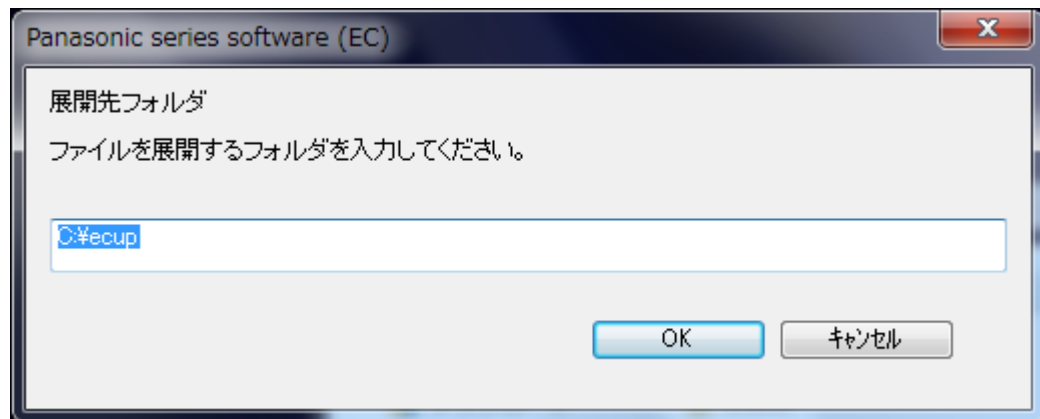 Panasonic series software (EC)
展開先フォルダ
ファイルを展開するフォルダを入力してください。
C:¥ecup
OK
キャンセル